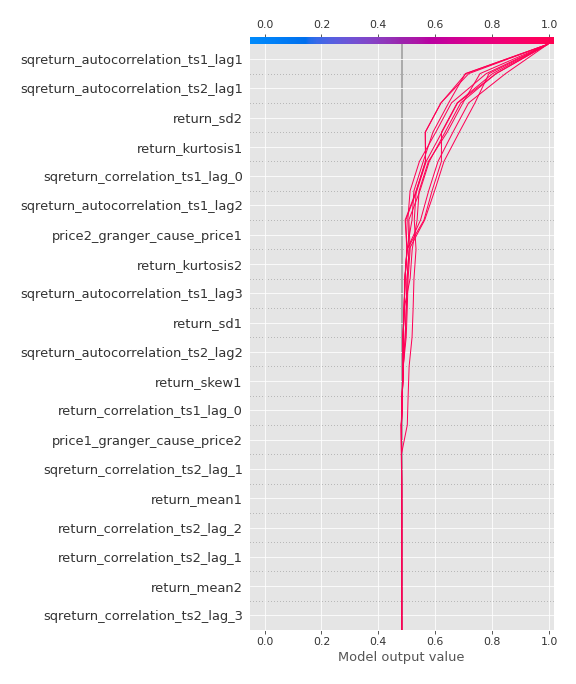 0.0 0.2 0.4 0.6 0.8 1.0
sqreturn_autocorrelation_ts1_lag1
sqreturn_autocorrelation_ts2_lag1
return_sd2
return_kurtosis1
sqreturn_correlation_ts1_lag_0
sqreturn_autocorrelation_ts1_lag2
price2_granger_cause_price1
return_kurtosis2
sqreturn_autocorrelation_ts1_lag3
return_sd1
sqreturn_autocorrelation_ts2_lag2
return_skew1
return_correlation_ts1_lag_0
price1_granger_cause_price2
sqreturn_correlation_ts2_lag_1
return_mean1
return_correlation_ts2_lag_2
return_correlation_ts2_lag_1
return_mean2
sqreturn_correlation_ts2_lag_3
0.0 0.2 0.4 0.6 0.8 1.0
Model output value